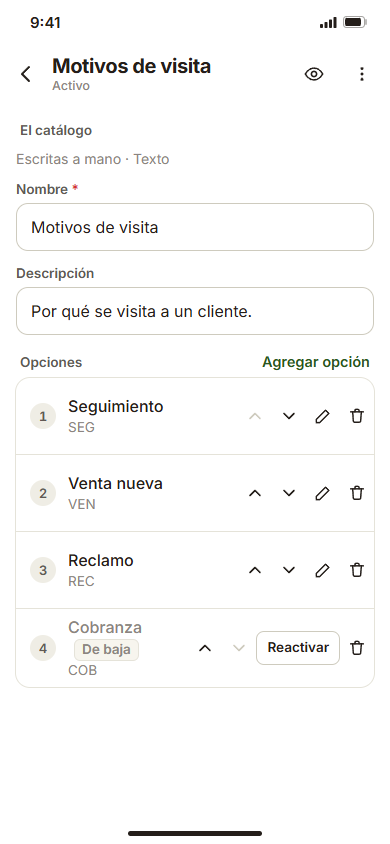 9:41
Motivos de visita
Activo
El catálogo
Escritas a mano · Texto
Nombre *
Motivos de visita
Descripción
Por qué se visita a un cliente.
Opciones Agregar opción
1 Seguimiento
SEG
2 Venta nueva
VEN
3 Reclamo
REC
4 Cobranza
De baja
COB
Reactivar